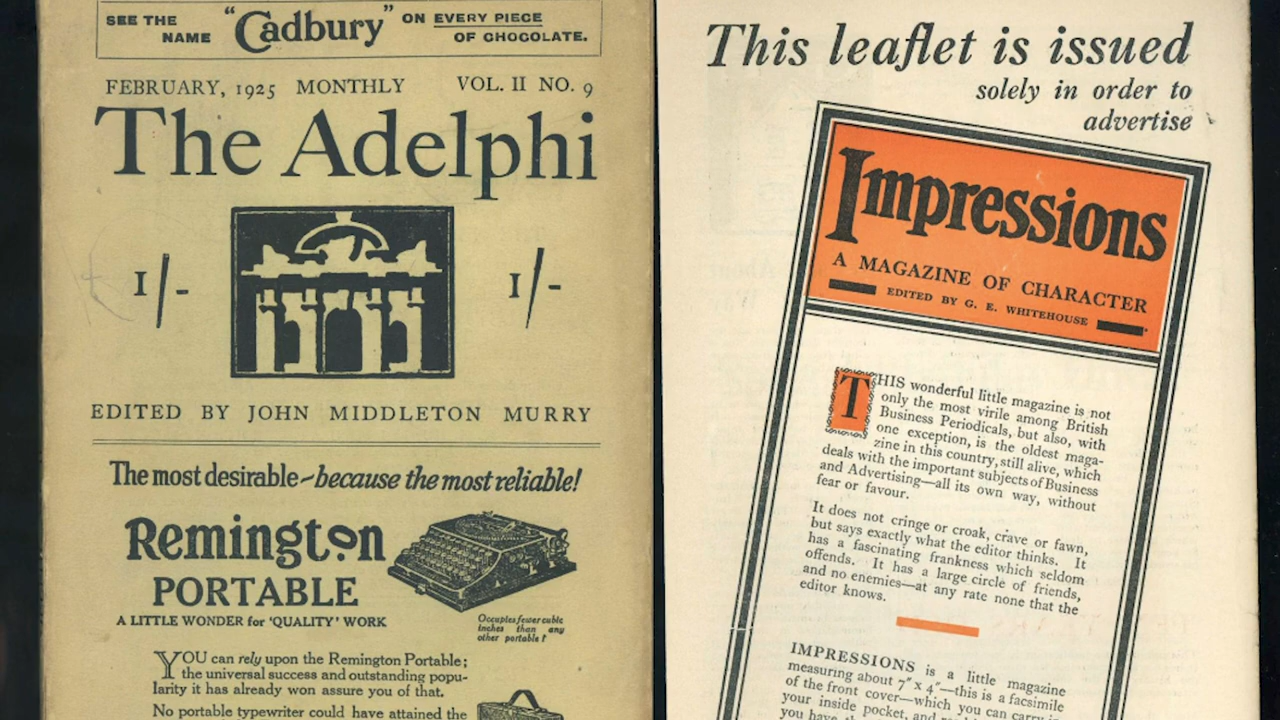 SEE THE NAME "Cadbury" ON EVERY PIECE OF CHOCOLATE.
FEBRUARY, 1925 MONTHLY VOL. II NO. 9
The Adelphi
1/- 1/-
EDITED BY JOHN MIDDLETON MURRY
The most desirable—because the most reliable!
Remington
PORTABLE
A LITTLE WONDER for 'QUALITY' WORK
Occupies fewer cubic
inches than any
other portable!
YOU can rely upon the Remington Portable;
the universal success and outstanding popu-
larity it has already won assure you of that.
No portable typewriter could have attained the
This leaflet is issued
solely in order to
advertise
Impressions
A MAGAZINE OF CHARACTER
EDITED BY G. E. WHITEHOUSE
THIS wonderful little magazine is not
only the most virile among British
Business Periodicals, but also, with
one exception, is the oldest maga-
zine in this country, still alive, which
deals with the important subjects of Business
and Advertising—all its own way, without
fear or favour.
It does not cringe or croak, crave or fawn,
but says exactly what the editor thinks. It
has a fascinating frankness which seldom
offends. It has a large circle of friends,
and no enemies—at any rate none that the
editor knows.
IMPRESSIONS is a little magazine
measuring about 7" x 4"—this is a facsimile
of the front cover—which you can carry in
your inside pocket, and
you have